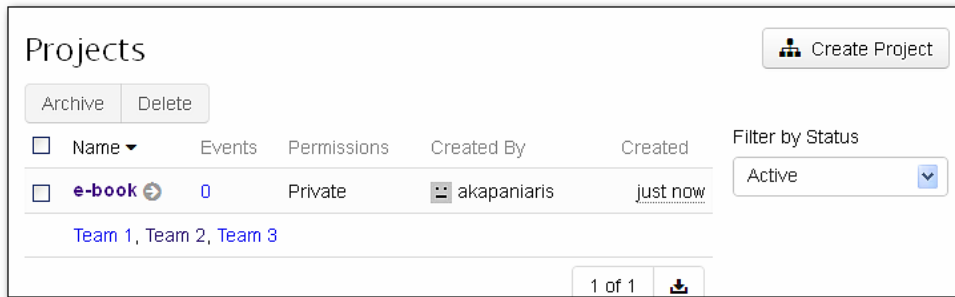 Projects
Create Project
Archive Delete
Name Events Permissions Created By Created
e-book 0 Private akapaniaris just now
Team 1, Team 2, Team 3
Filter by Status
Active
1 of 1